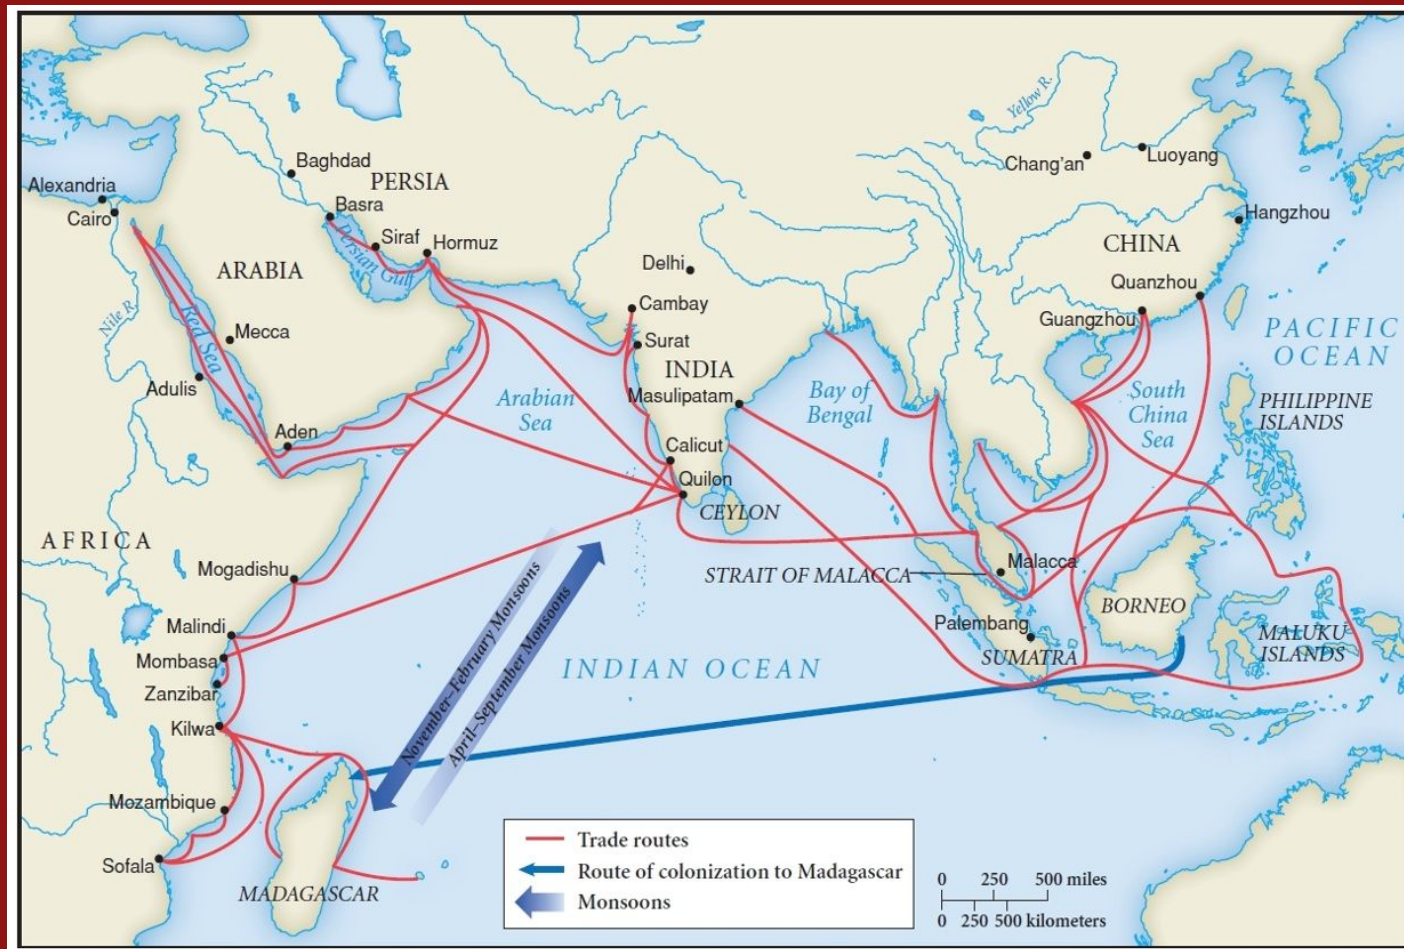 Yellow R.
Chang'an
Luoyang
Baghdad
PERSIA
Alexandria
Cairo
Basra
Siraf
Hormuz
Persian Gulf
Hangzhou
CHINA
ARABIA
Delhi
Quanzhou
Nile R.
Cambay
Guangzhou
Mecca
Red Sea
Surat
PACIFIC
OCEAN
INDIA
Adulis
Masulipatam
Arabian
Sea
Bay of
Bengal
South
China
Sea
PHILIPPINE
ISLANDS
Aden
Calicut
Quilon
CEYLON
AFRICA
Mogadishu
Malacca
STRAIT OF MALACCA
BORNEO
Malindi
Palembang
MALUKU
ISLANDS
Mombasa
SUMATRA
INDIAN OCEAN
Zanzibar
Kilwa
November–February Monsoons
April–September Monsoons
Mozambique
Sofala
MADAGASCAR
Trade routes
Route of colonization to Madagascar
Monsoons
0 250 500 miles
0 250 500 kilometers